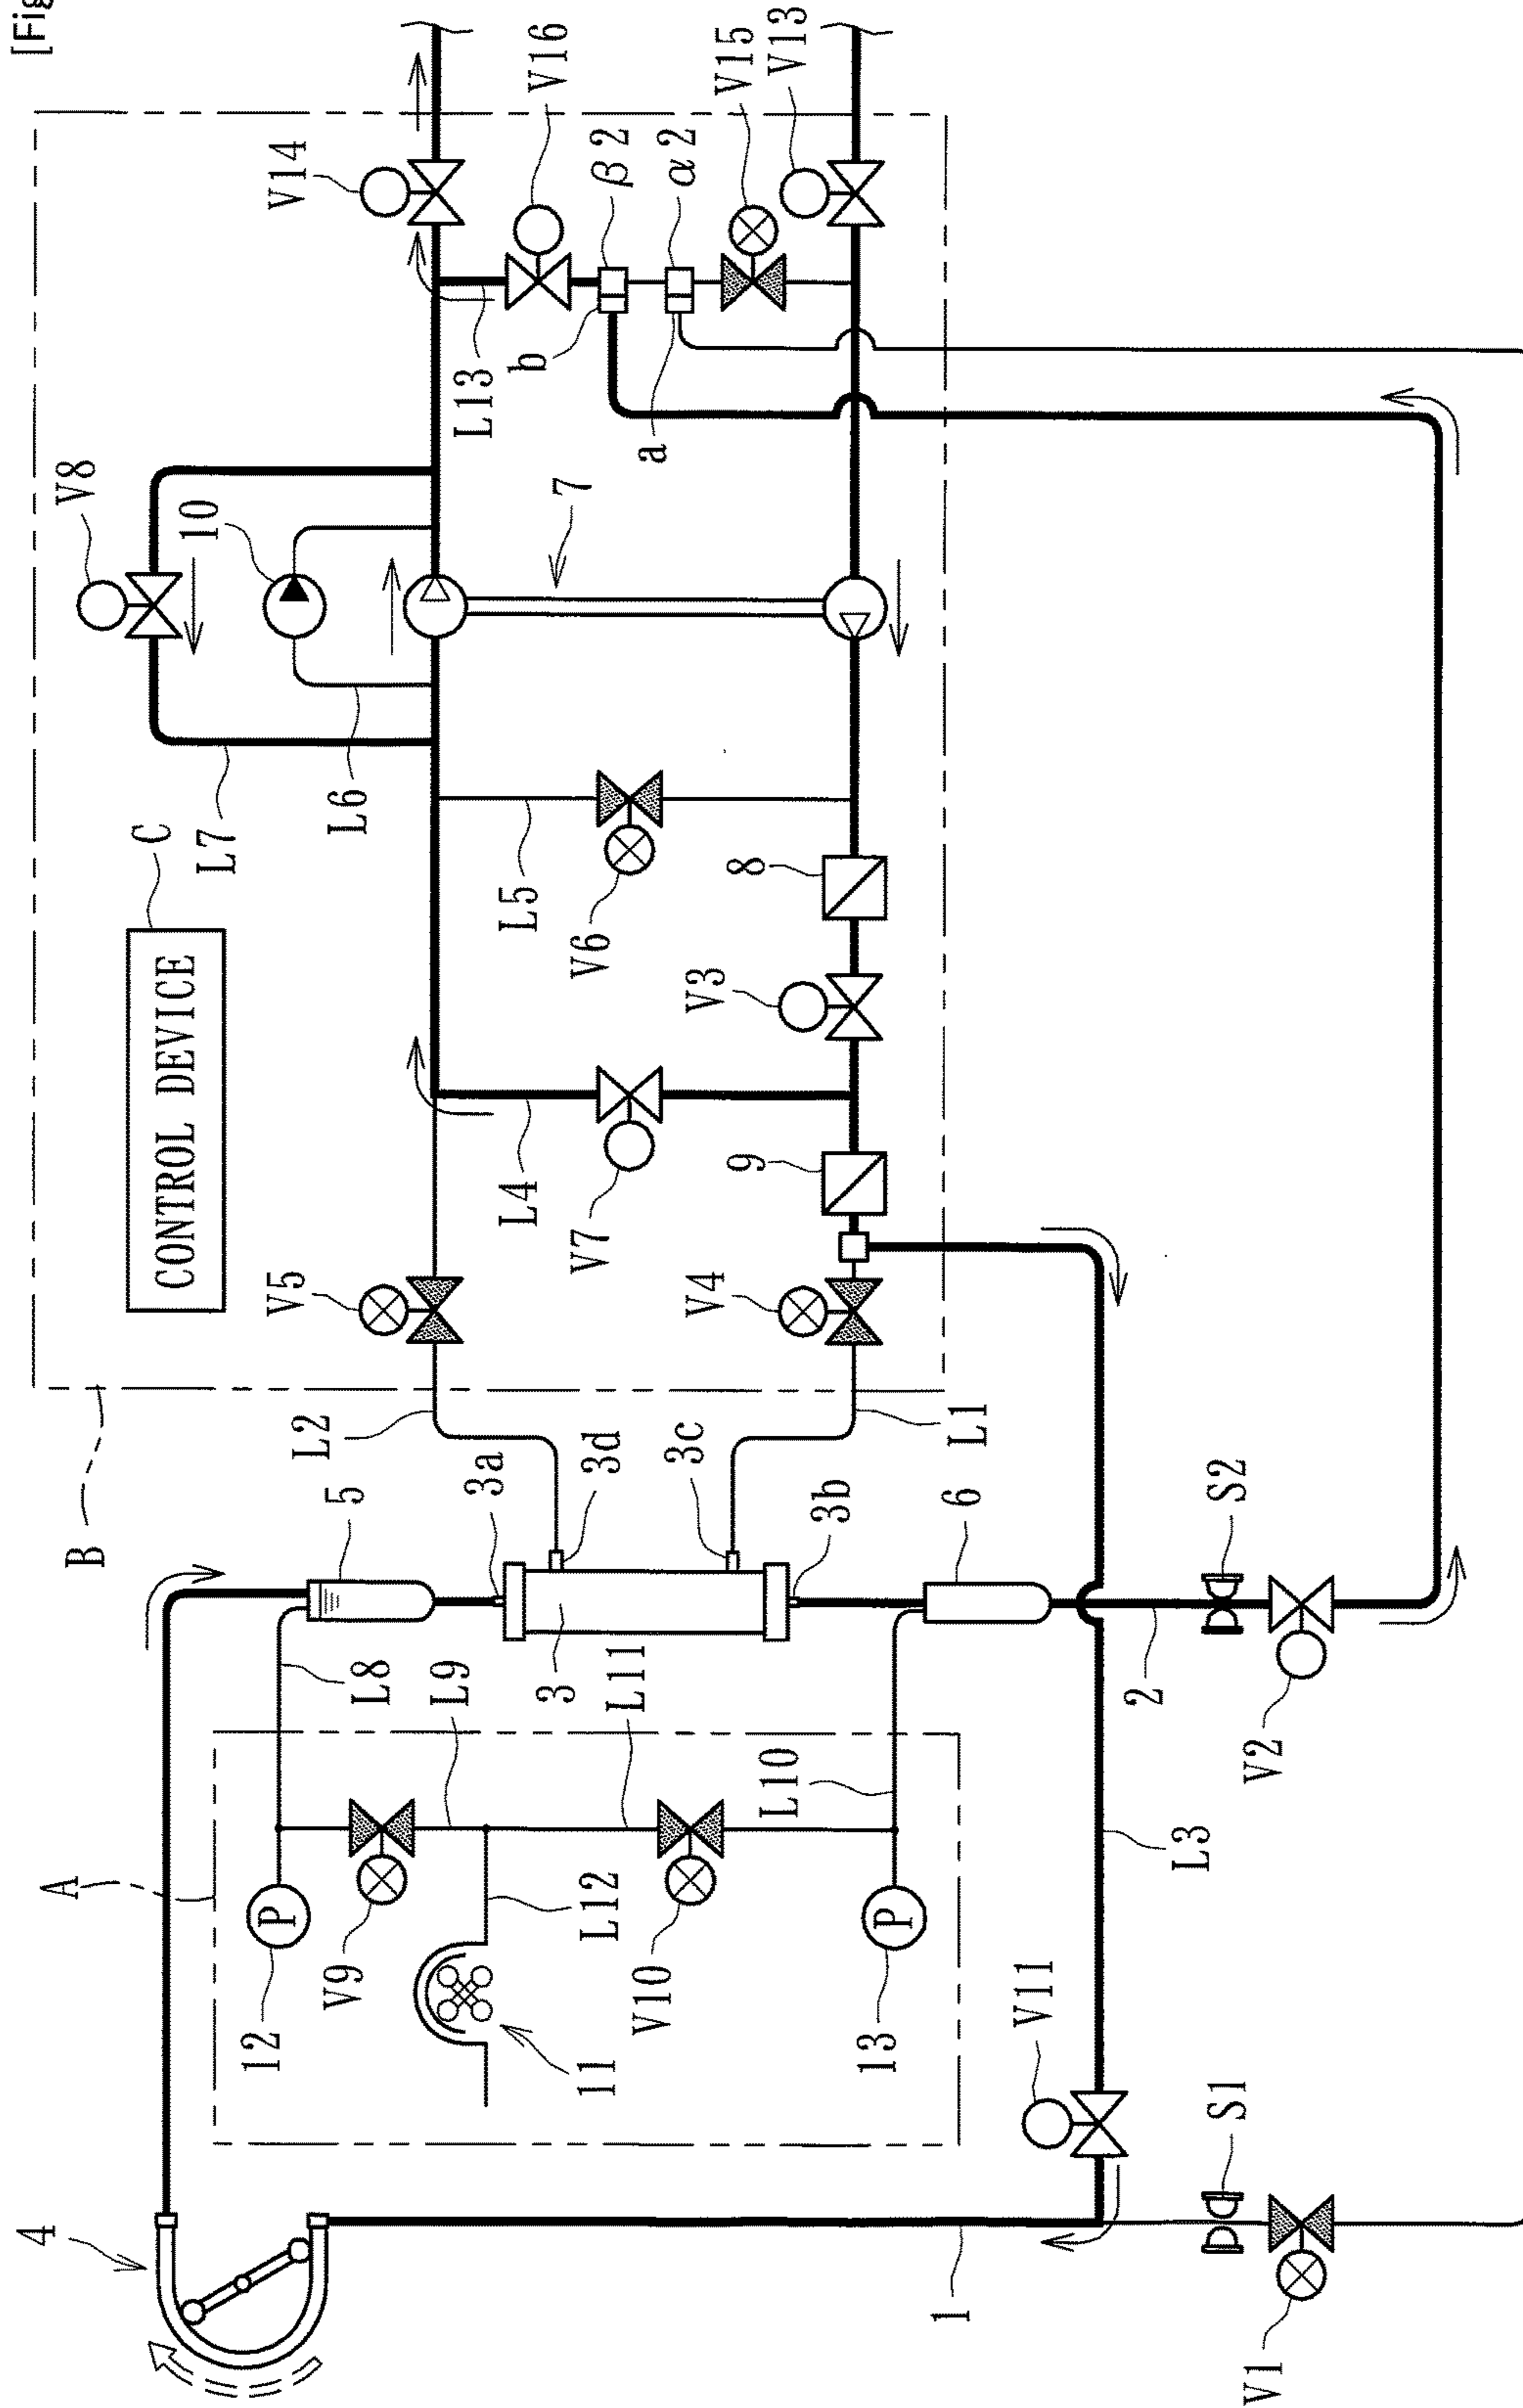 [Fig
V14
V16
β2
α2
V15
V13
V8
10
L13
b
a
7
C
CONTROL DEVICE
L7
L6
L5
V6
8
V3
9
L4
V7
V5
V4
B
L2
L1
5
3a
3d
3c
3b
6
S2
L8
L9
3
L11
2
V2
A
L10
L12
L3
P
P
12
V9
11
V10
13
V11
S1
4
1
V1